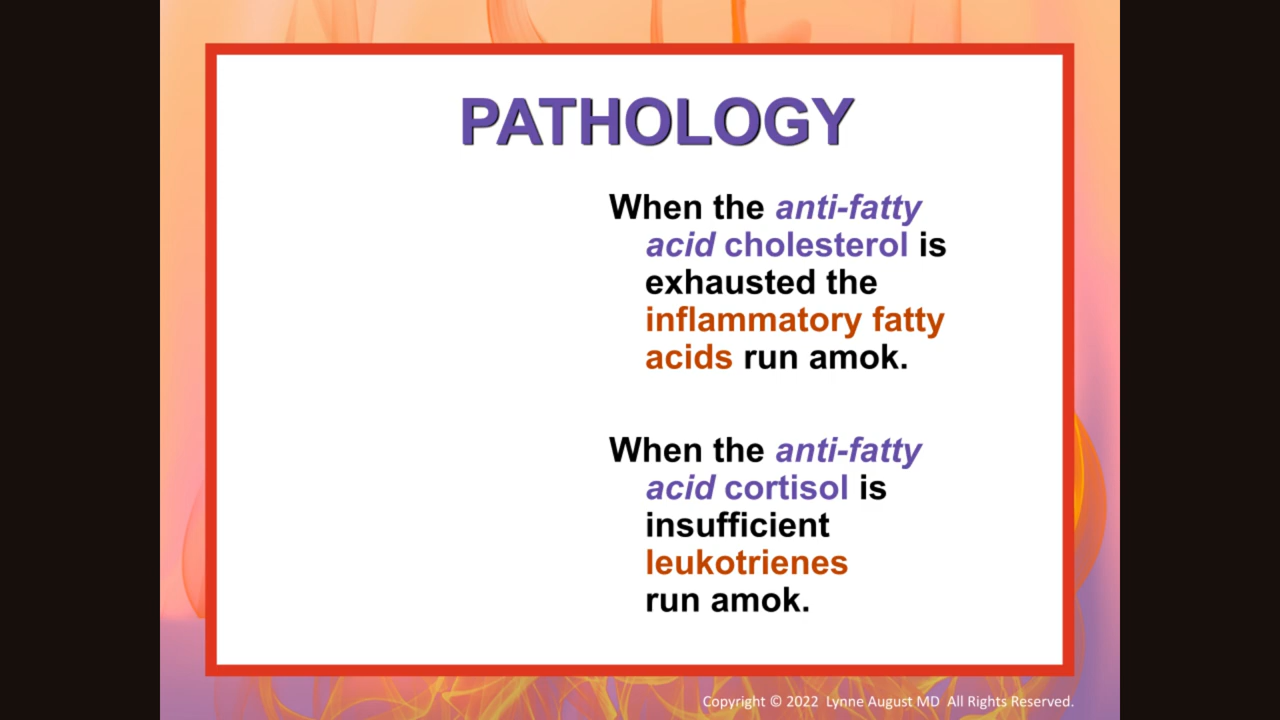 PATHOLOGY
When the anti-fatty
acid cholesterol is
exhausted the
inflammatory fatty
acids run amok.
When the anti-fatty
acid cortisol is
insufficient
leukotrienes
run amok.
Copyright © 2022 Lynne August MD All Rights Reserved.